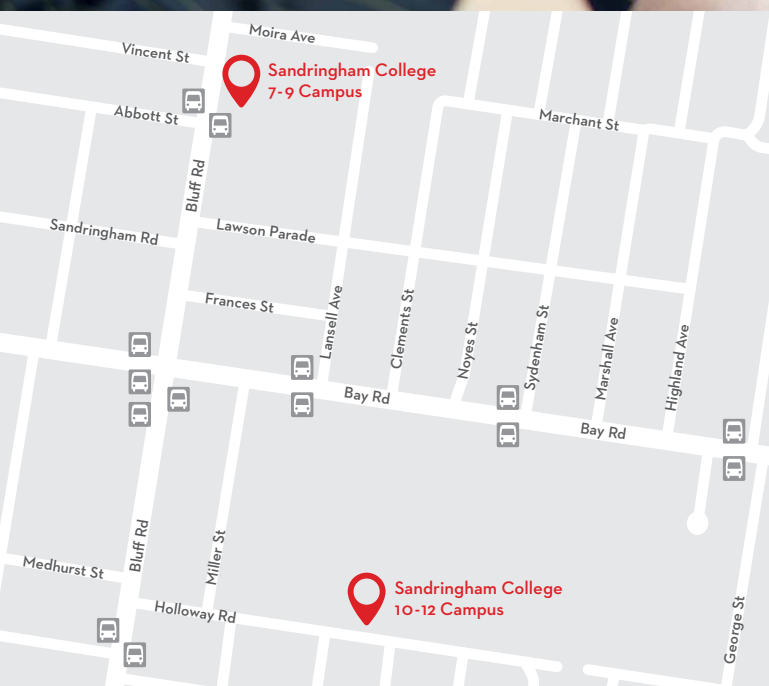 Moira Ave
Vincent St
Sandringham College
7-9 Campus
Abbott St
Marchant St
Bluff Rd
Sandringham Rd
Lawson Parade
Frances St
Lansell Ave
Clements St
Noyes St
Sydenham St
Marshall Ave
Highland Ave
Bay Rd
Bay Rd
Bluff Rd
Miller St
Medhurst St
Sandringham College
10-12 Campus
Holloway Rd
George St